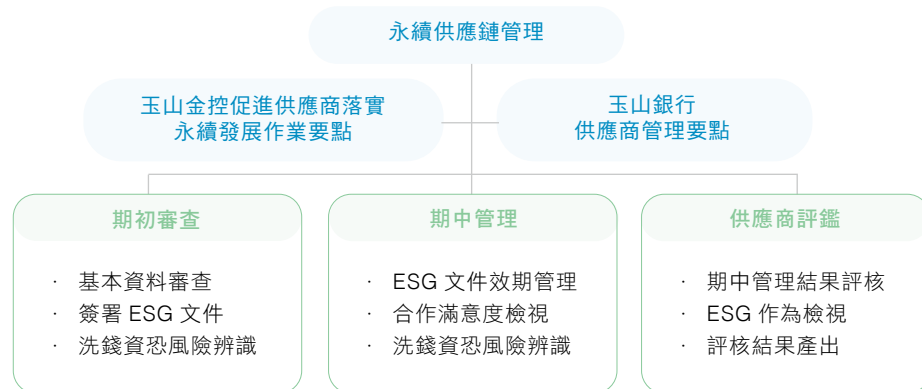 永續供應鏈管理
玉山金控促進供應商落實
永續發展作業要點
玉山銀行
供應商管理要點
期初審查
· 基本資料審查
· 簽署 ESG 文件
· 洗錢資恐風險辨識
期中管理
· ESG 文件效期管理
· 合作滿意度檢視
· 洗錢資恐風險辨識
供應商評鑑
· 期中管理結果評核
· ESG 作為檢視
· 評核結果產出